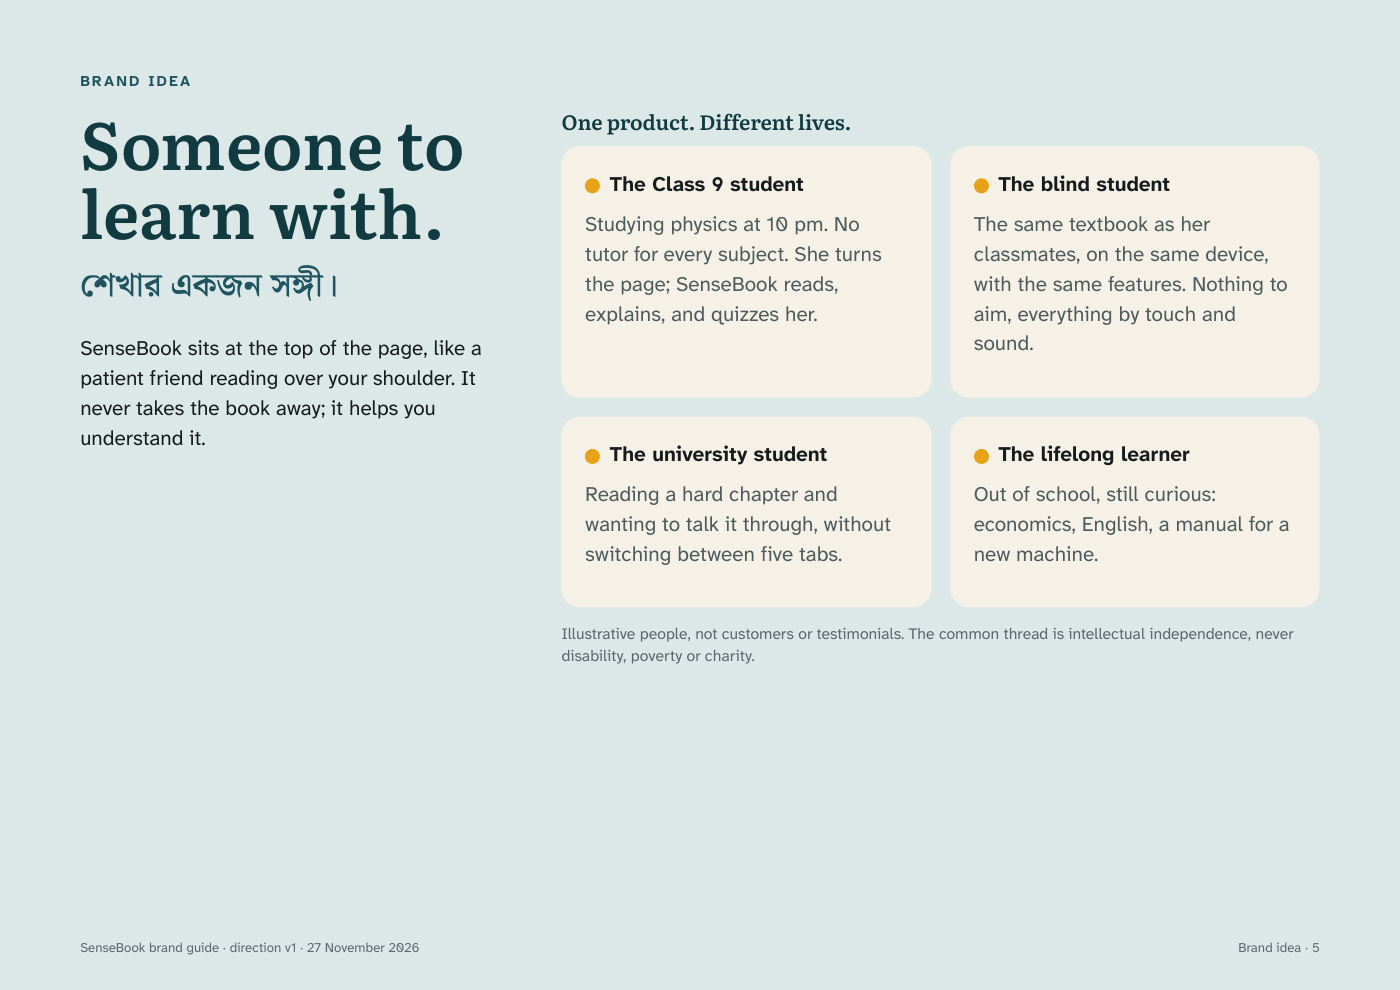 BRAND IDEA
Someone to
learn with.
শেখার একজন সঙ্গী।
SenseBook sits at the top of the page, like a
patient friend reading over your shoulder. It
never takes the book away; it helps you
understand it.
One product. Different lives.
The Class 9 student
Studying physics at 10 pm. No
tutor for every subject. She turns
the page; SenseBook reads,
explains, and quizzes her.
The blind student
The same textbook as her
classmates, on the same device,
with the same features. Nothing to
aim, everything by touch and
sound.
The university student
Reading a hard chapter and
wanting to talk it through, without
switching between five tabs.
The lifelong learner
Out of school, still curious:
economics, English, a manual for a
new machine.
Illustrative people, not customers or testimonials. The common thread is intellectual independence, never
disability, poverty or charity.
SenseBook brand guide · direction v1 · 27 November 2026
Brand idea · 5